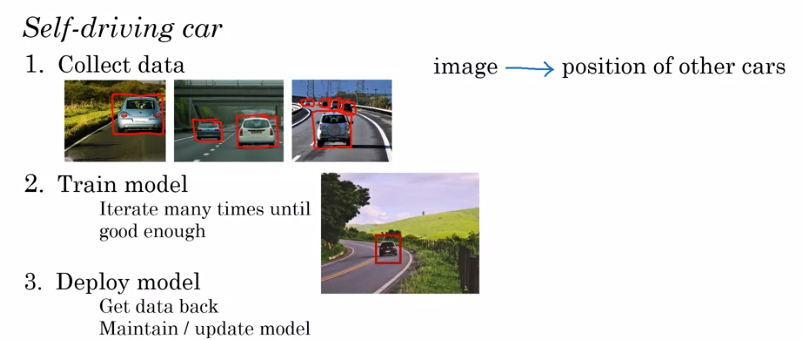 Self-driving car
1. Collect data
image → position of other cars
2. Train model
Iterate many times until
good enough
3. Deploy model
Get data back
Maintain / update model